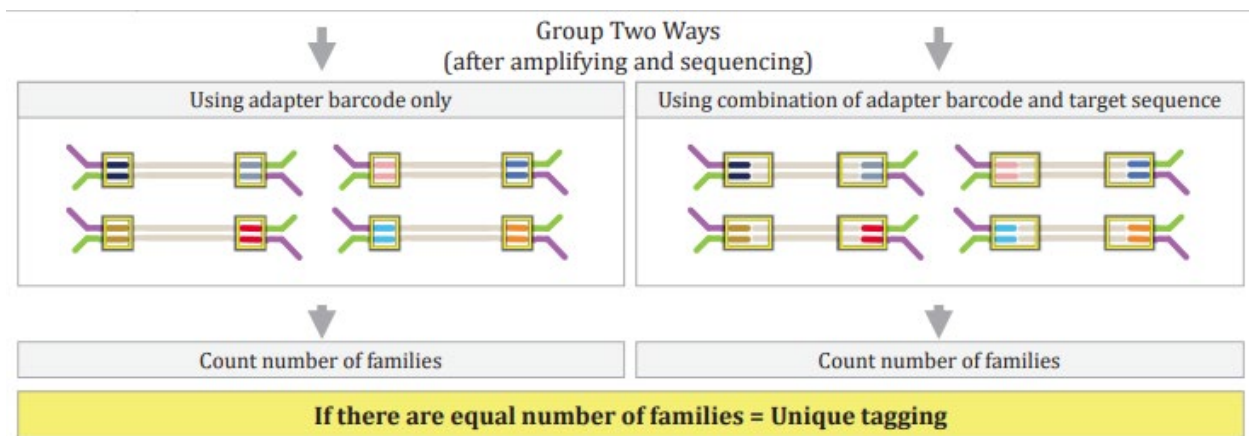 Group Two Ways
(after amplifying and sequencing)
Using adapter barcode only
Using combination of adapter barcode and target sequence
Count number of families
Count number of families
If there are equal number of families = Unique tagging